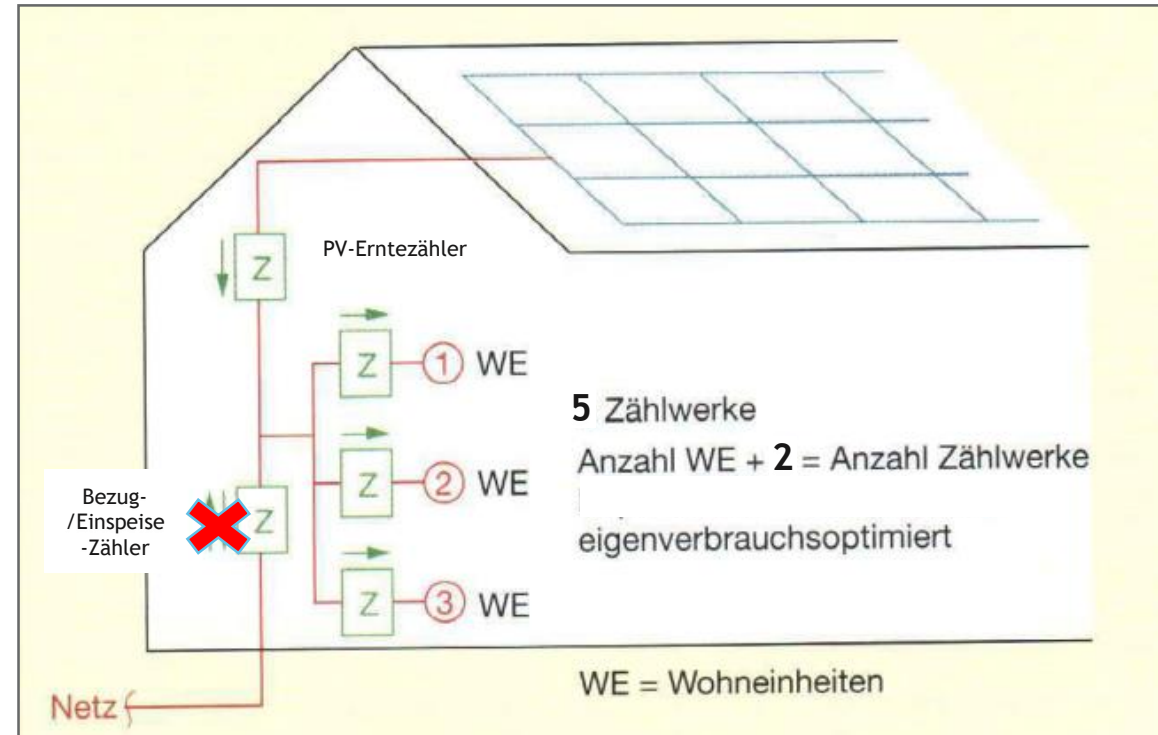 PV-Erntezähler
Z
Z
1 WE
5 Zählwerke
Anzahl WE + 2 = Anzahl Zählwerke
Z
2 WE
Bezug-
/Einspeise
-Zähler
Z
eigenverbrauchsoptimiert
Z
3 WE
WE = Wohneinheiten
Netz